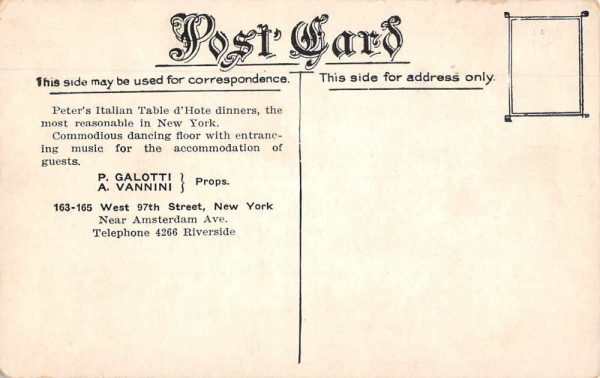 Post Card
This side may be used for correspondence.
This side for address only.
Peter's Italian Table d'Hote dinners, the
most reasonable in New York.
Commodious dancing floor with entranc-
ing music for the accommodation of
guests.
P. GALOTTI } Props.
A. VANNINI
163-165 West 97th Street, New York
Near Amsterdam Ave.
Telephone 4266 Riverside